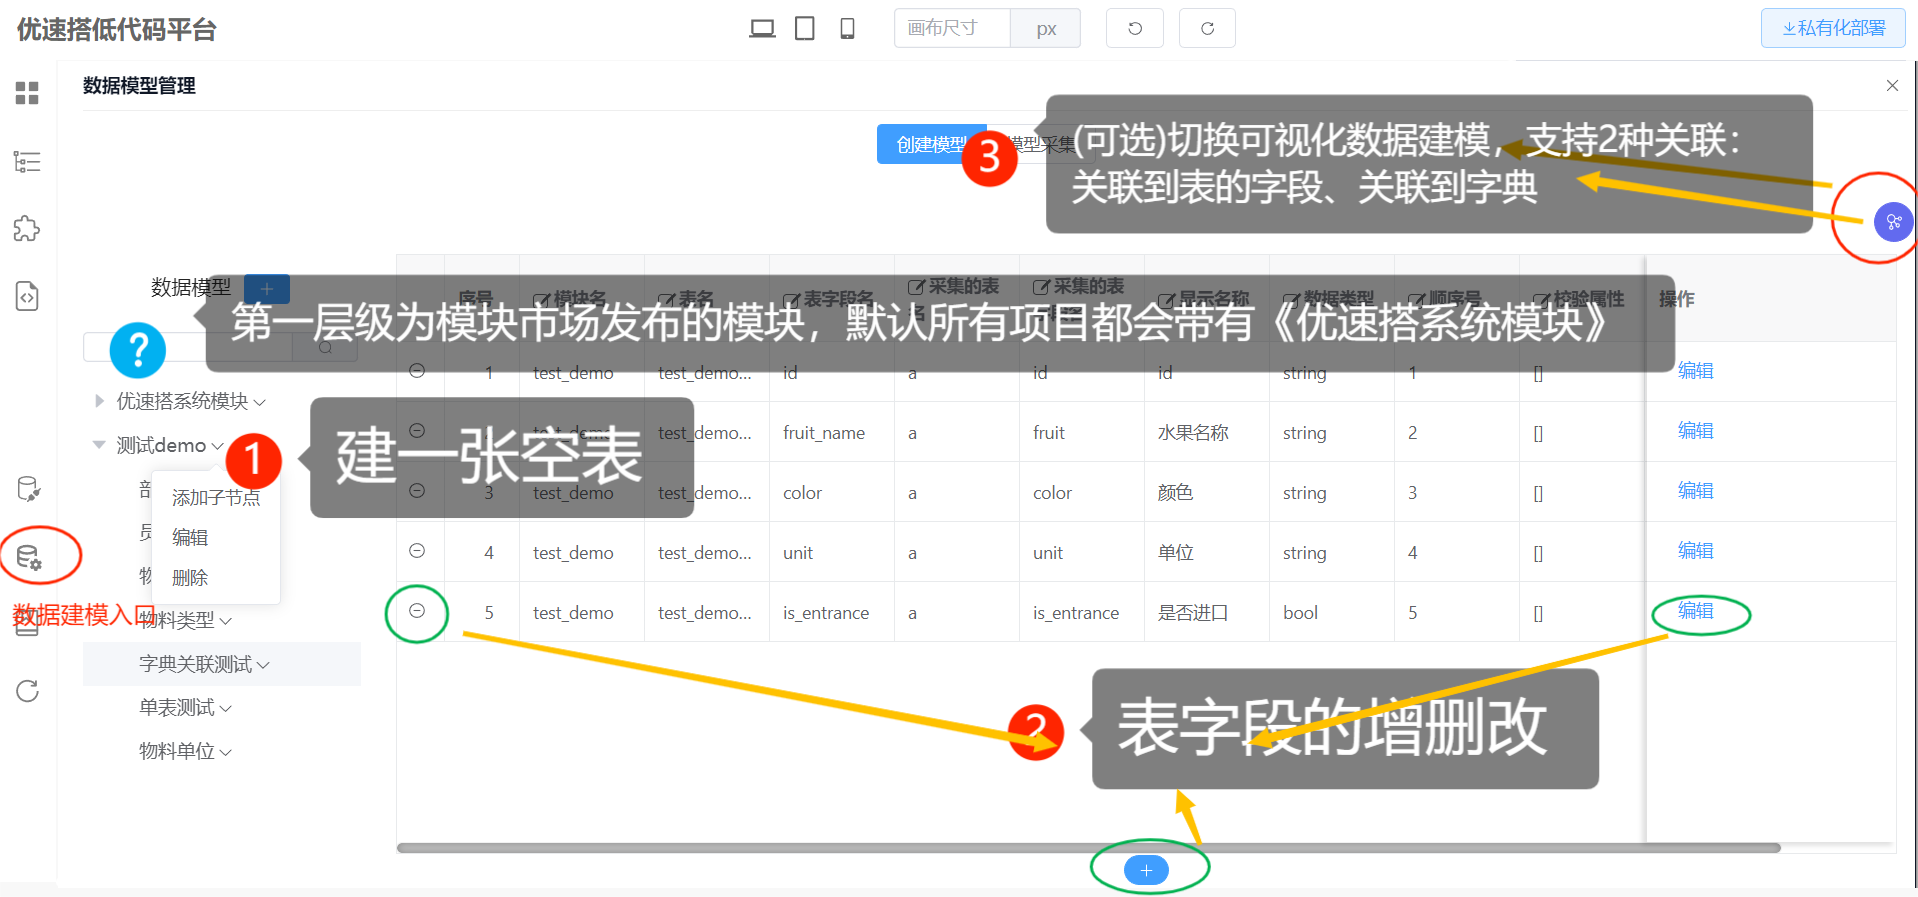 优速搭低代码平台
画布尺寸 px
私有化部署
数据模型管理
创建模型
模型采集
3
(可选)切换可视化数据建模，支持2种关联：
关联到表的字段、关联到字典
数据模型 +
?
第一层级为模块市场发布的模块，默认所有项目都会带有《优速搭系统模块》
序号 模块名 表名 表字段名 采集的表 采集的表 显示名称 数据类型 顺序号 校验属性 操作
1 test_demo test_demo... id a id id string 1 [] 编辑
优速搭系统模块
test_demo test_demo... fruit_name a fruit 水果名称 string 2 [] 编辑
测试demo
1
建一张空表
3 test_demo test_demo... color a color 颜色 string 3 [] 编辑
添加子节点
编辑
删除
4 test_demo test_demo... unit a unit 单位 string 4 [] 编辑
5 test_demo test_demo... is_entrance a is_entrance 是否进口 bool 5 [] 编辑
数据建模入口
物料类型
字典关联测试
单表测试
物料单位
2
表字段的增删改
+